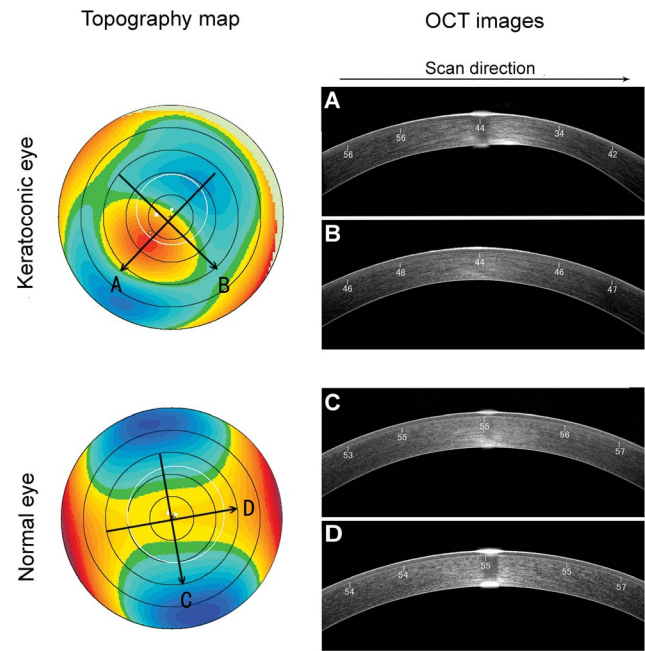 Topography map
OCT images
Scan direction
Keratoconic eye
A
B
A
56
56
44
34
42
B
46
48
44
46
47
Normal eye
D
C
C
53
55
55
56
57
D
54
54
55
55
57